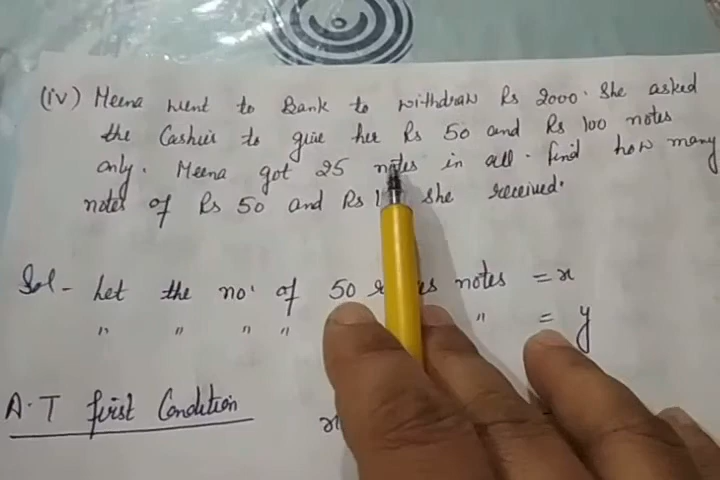 (iv) Meena went to Bank to withdraw Rs 2000. She asked
the Cashier to give her Rs 50 and Rs 100 notes
only. Meena got 25 notes in all. Find how many
notes of Rs 50 and Rs she received.
Sol - Let the no. of 50 notes = x
" " " " " = y
A.T first Condition
x